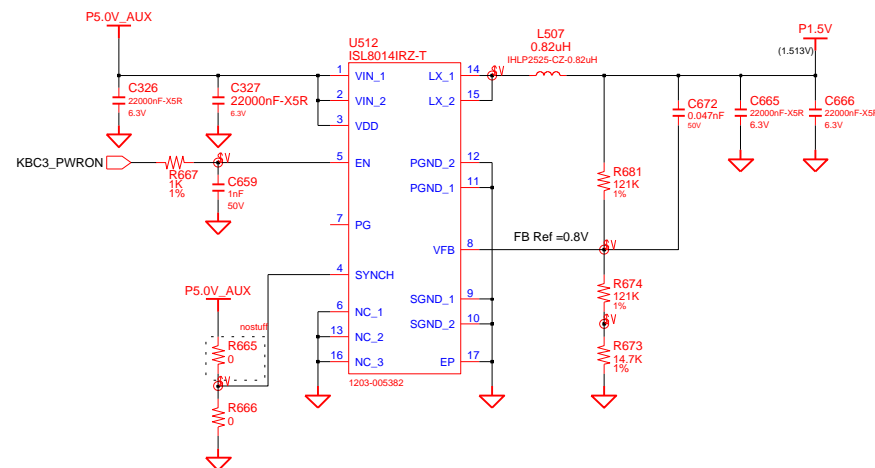 P5.0V_AUX
P1.5V
(1.513V)
U512
ISL8014IRZ-T
L507
0.82uH
IHLP2525-CZ-0.82uH
1 VIN_1
2 VIN_2
3 VDD
5 EN
7 PG
4 SYNCH
6 NC_1
13 NC_2
16 NC_3
LX_1 14
LX_2 15
PGND_2 12
PGND_1 11
VFB 8
SGND_1 9
SGND_2 10
EP 17
1203-005382
C326
22000nF-X5R
6.3V
C327
22000nF-X5R
6.3V
KBC3_PWRON
R667
1K
1%
C659
1nF
50V
P5.0V_AUX
nostuff
R665
0
R666
0
C672
0.047nF
50V
C665
22000nF-X5R
6.3V
C666
22000nF-X5R
6.3V
R681
121K
1%
FB Ref =0.8V
R674
121K
1%
R673
14.7K
1%